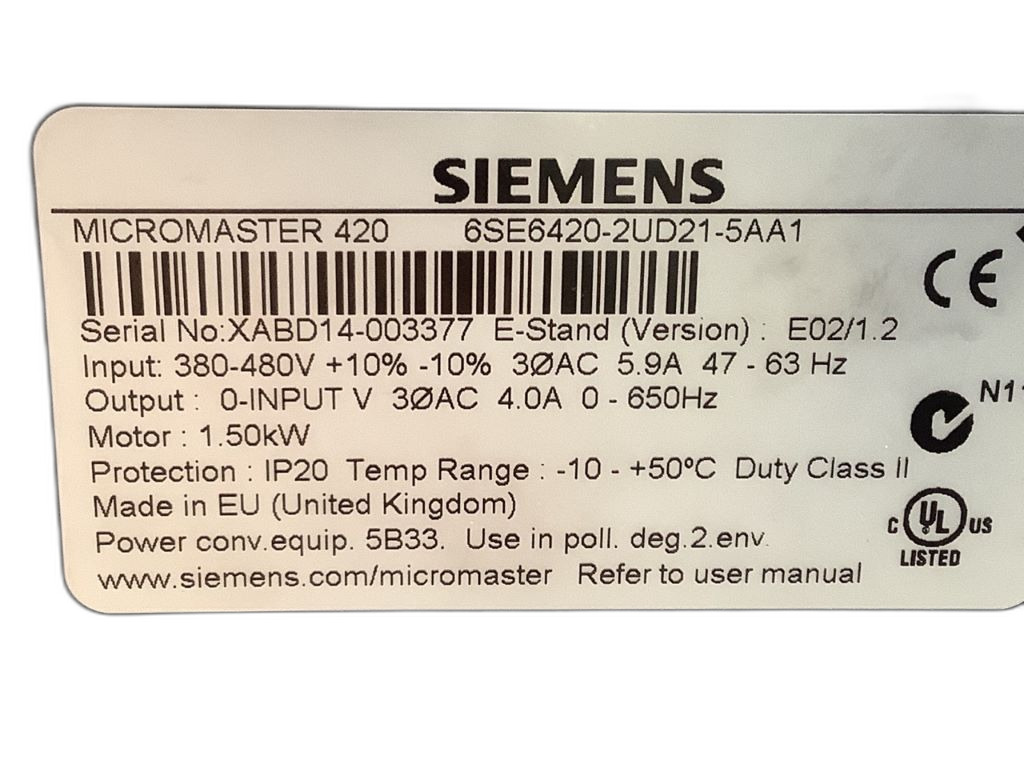 SIEMENS
MICROMASTER 420 6SE6420-2UD21-5AA1
CE
Serial No:XABD14-003377 E-Stand (Version) : E02/1.2
Input: 380-480V +10% -10% 3ØAC 5.9A 47 - 63 Hz
Output : 0-INPUT V 3ØAC 4.0A 0 - 650Hz
Motor : 1.50kW
Protection : IP20 Temp Range : -10 - +50ºC Duty Class II
Made in EU (United Kingdom)
C UL US
LISTED
Power conv.equip. 5B33. Use in poll. deg.2.env.
www.siemens.com/micromaster Refer to user manual